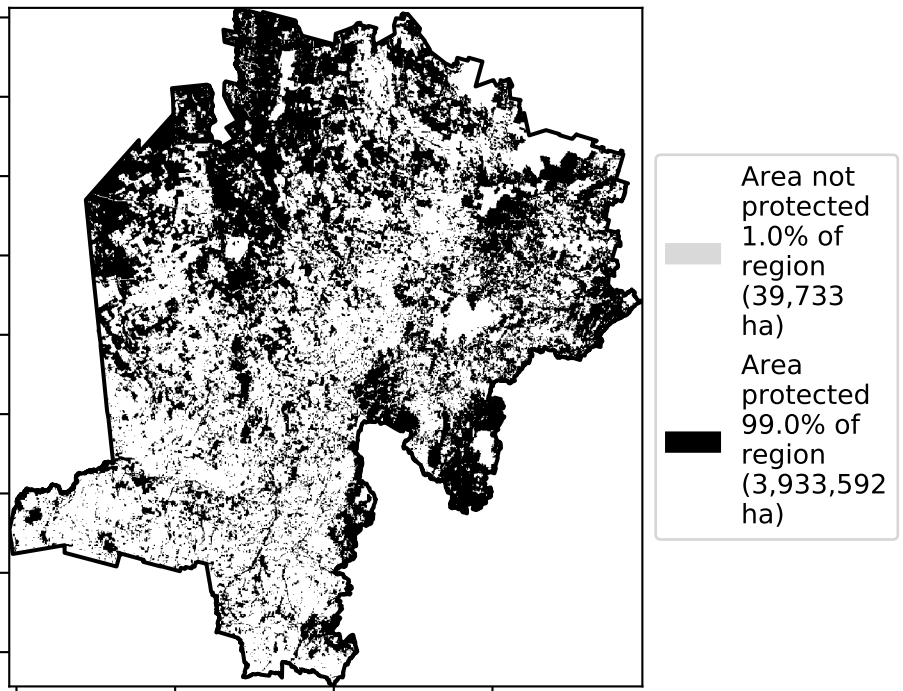 Area not
protected
1.0% of
region
(39,733
ha)
Area
protected
99.0% of
region
(3,933,592
ha)